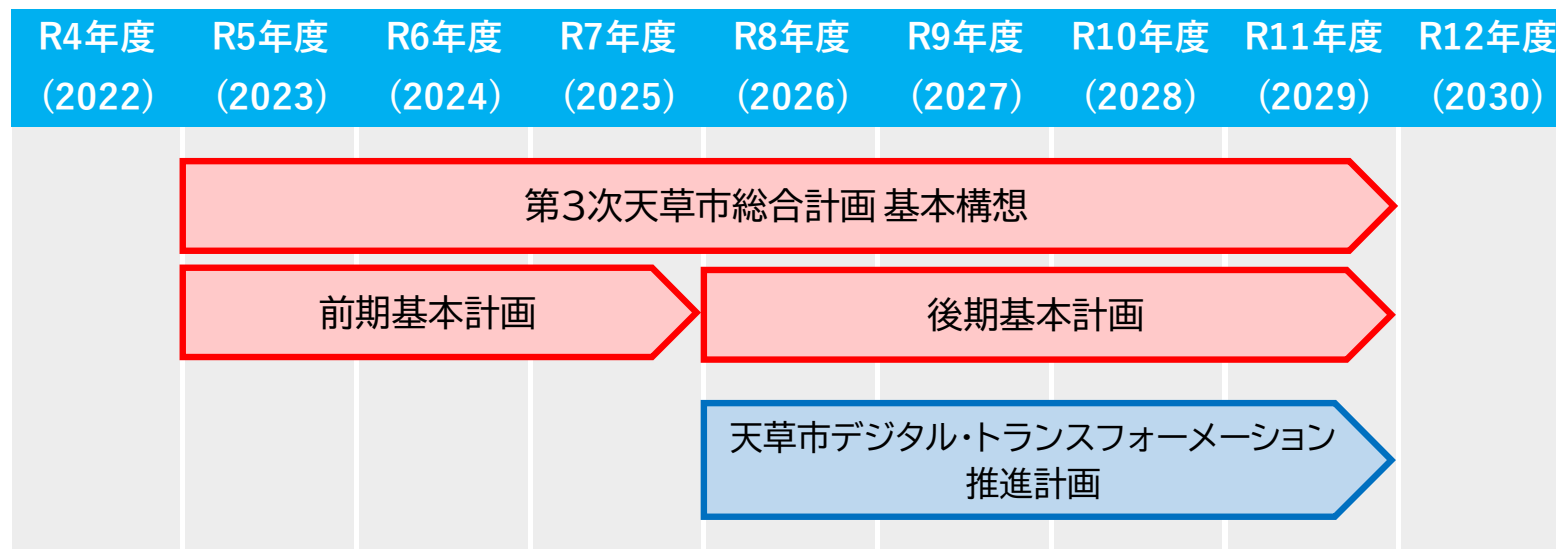 R4年度 R5年度 R6年度 R7年度 R8年度 R9年度 R10年度 R11年度 R12年度
(2022) (2023) (2024) (2025) (2026) (2027) (2028) (2029) (2030)
第3次天草市総合計画 基本構想
前期基本計画 後期基本計画
天草市デジタル・トランスフォーメーション
推進計画